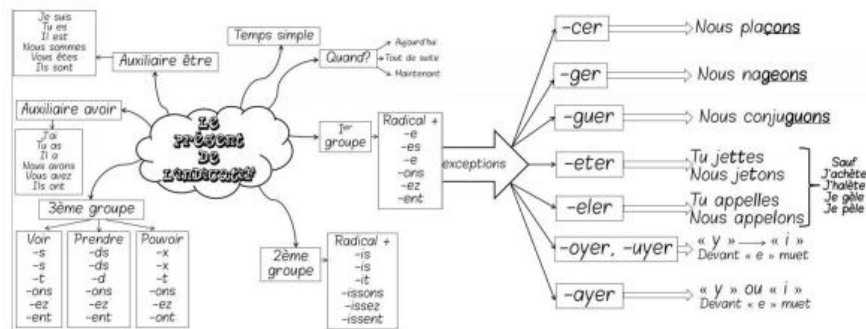 Je suis
Tu es
Il est
Nous sommes
Vous êtes
Ils sont
Auxiliaire être
Temps simple
Quand?
Aujourd'hui
Tout de suite
Maintenant
Auxiliaire avoir
J'ai
Tu as
Il a
Nous avons
Vous avez
Ils ont
Le
présent
de
l'indicatif
1er
groupe
Radical +
-e
-es
-e
-ons
-ez
-ent
3ème groupe
Voir
-s
-s
-t
-ons
-ez
-ent
Prendre
-ds
-ds
-d
-ons
-ez
-ent
Pouvoir
-x
-x
-t
-ons
-ez
-ont
2ème
groupe
Radical +
-is
-is
-it
-issons
-issez
-issent
exceptions
-cer
Nous plaçons
-ger
Nous nageons
-guer
Nous conjuguons
-eter
Tu jettes
Nous jetons
-eler
Tu appelles
Nous appelons
Sauf
J'achète
J'halète
Je gèle
Je pèle
-oyer, -uyer
« y » → « i »
Devant « e » muet
-ayer
« y » ou « i »
Devant « e » muet